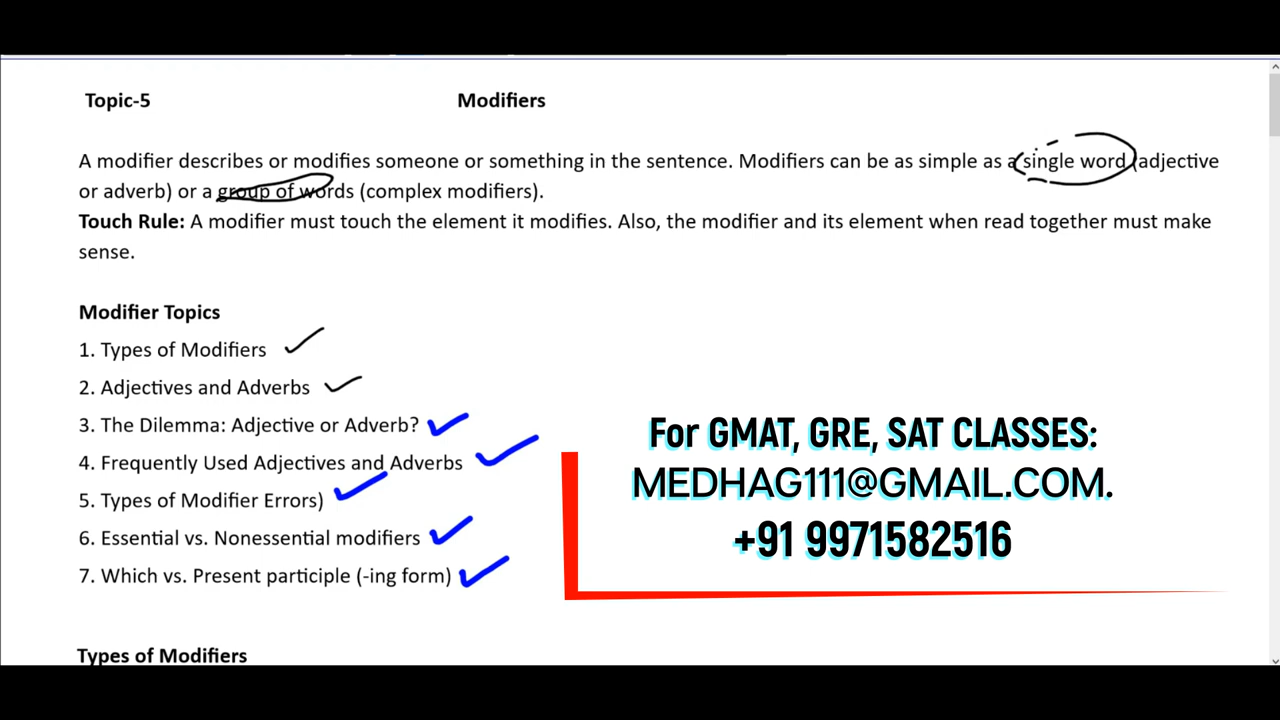 Topic-5 Modifiers
A modifier describes or modifies someone or something in the sentence. Modifiers can be as simple as a single word (adjective
or adverb) or a group of words (complex modifiers).
Touch Rule: A modifier must touch the element it modifies. Also, the modifier and its element when read together must make
sense.
Modifier Topics
1. Types of Modifiers
2. Adjectives and Adverbs
3. The Dilemma: Adjective or Adverb?
4. Frequently Used Adjectives and Adverbs
5. Types of Modifier Errors)
6. Essential vs. Nonessential modifiers
7. Which vs. Present participle (-ing form)
For GMAT, GRE, SAT CLASSES:
MEDHAG111@GMAIL.COM.
+91 9971582516
Types of Modifiers